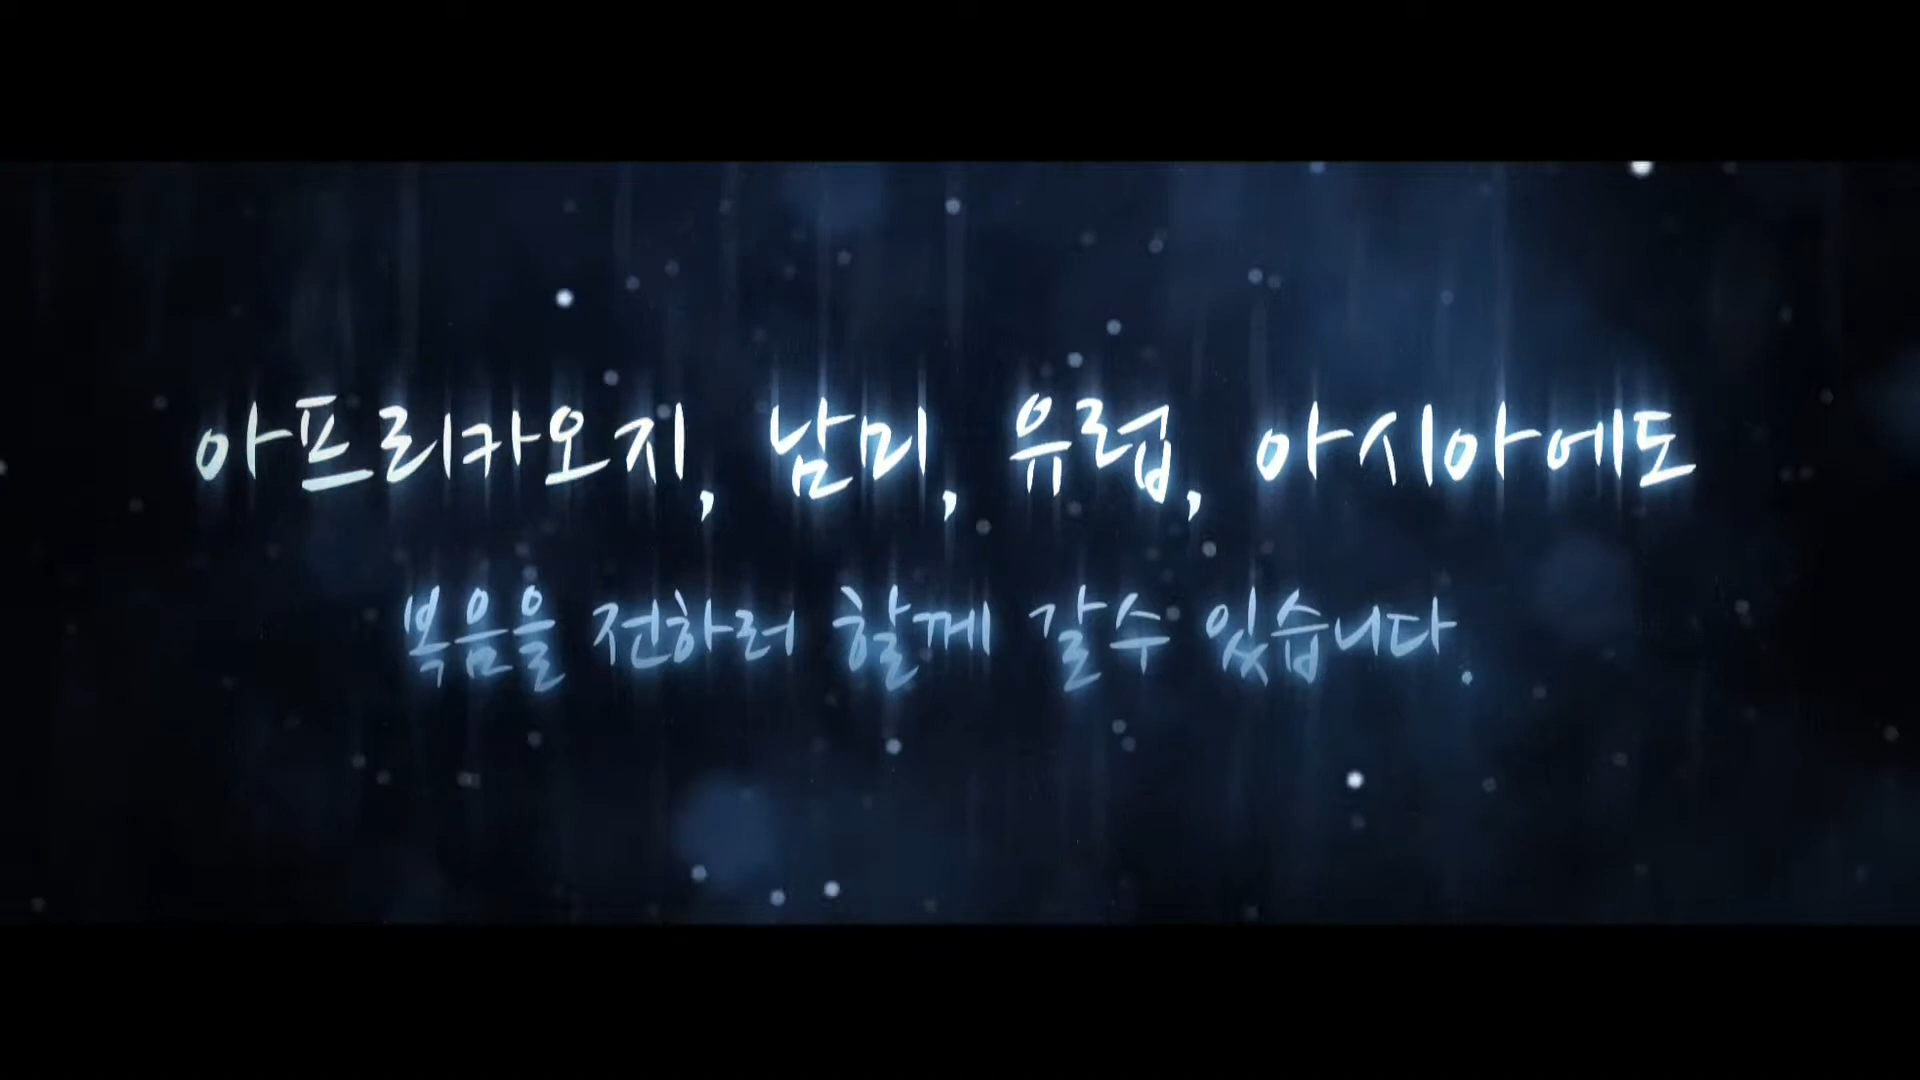 아프리카오지, 남미, 유럽, 아시아에도
복음을 전하러 함께 갈수 있습니다.